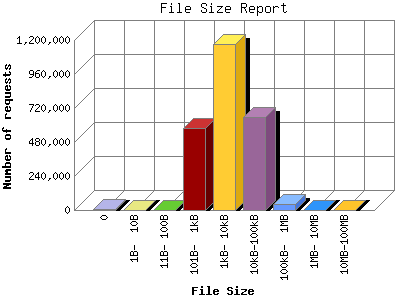 File Size Report
Number of requests
1,200,000
960,000
720,000
480,000
240,000
0
0
1B- 10B
11B- 100B
101B- 1kB
1kB- 10kB
10kB-100kB
100kB- 1MB
1MB- 10MB
10MB-100MB
File Size